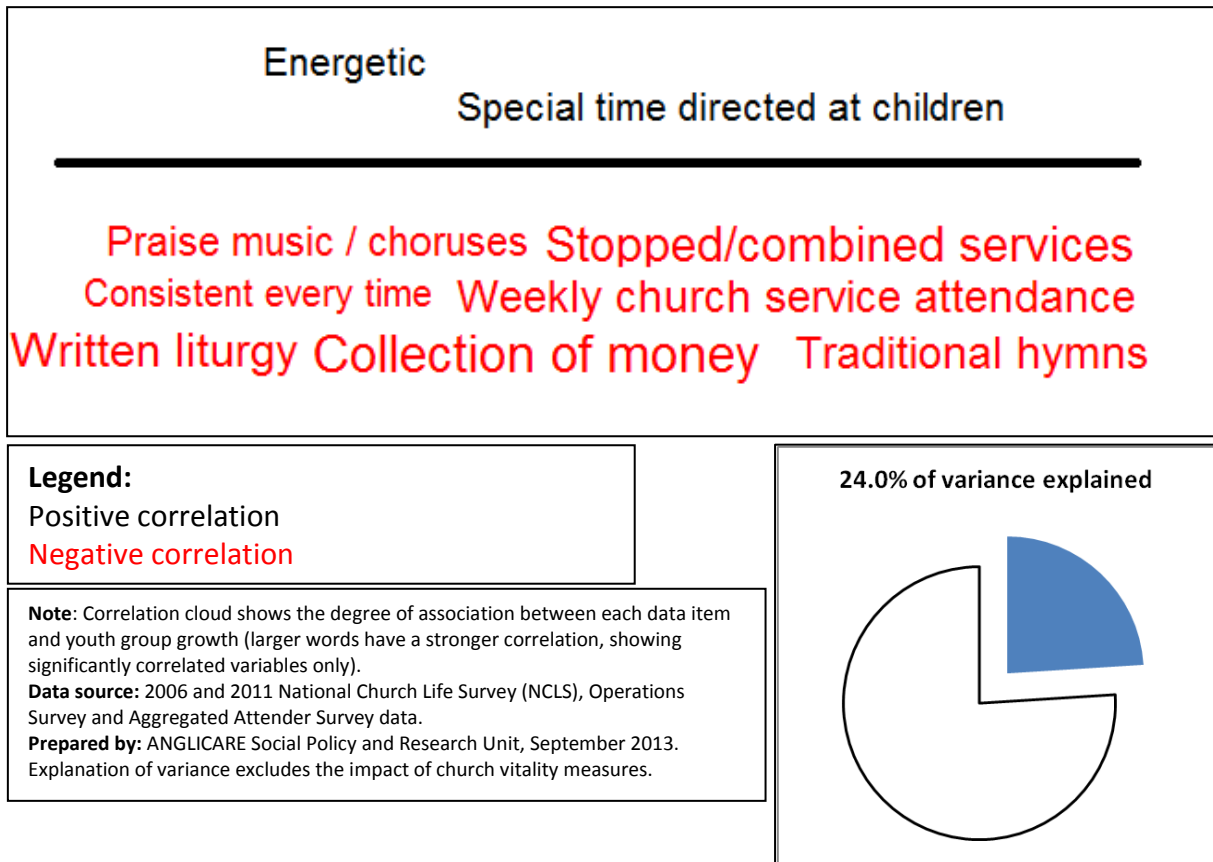 Energetic
Special time directed at children
Praise music / choruses Stopped/combined services
Consistent every time Weekly church service attendance
Written liturgy Collection of money Traditional hymns
Legend:
Positive correlation
Negative correlation
Note: Correlation cloud shows the degree of association between each data item
and youth group growth (larger words have a stronger correlation, showing
significantly correlated variables only).
Data source: 2006 and 2011 National Church Life Survey (NCLS), Operations
Survey and Aggregated Attender Survey data.
Prepared by: ANGLICARE Social Policy and Research Unit, September 2013.
Explanation of variance excludes the impact of church vitality measures.
24.0% of variance explained